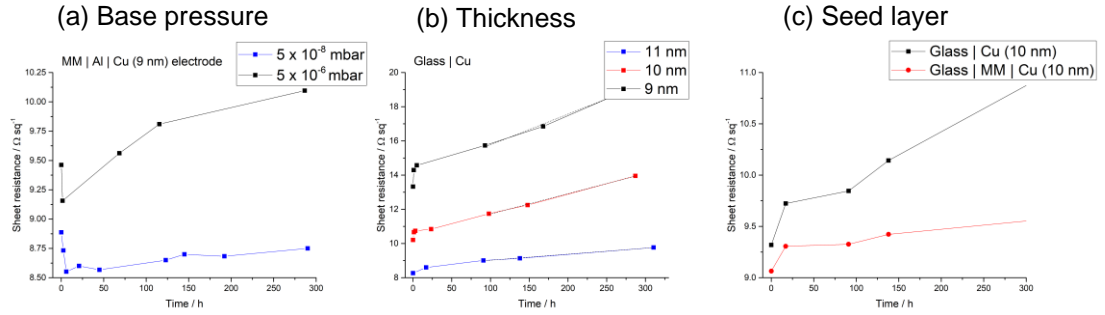 (a) Base pressure
MM | Al | Cu (9 nm) electrode
5 x 10⁻⁸ mbar
5 x 10⁻⁶ mbar
10.25
10.00
9.75
9.50
9.25
9.00
8.75
8.50
Sheet resistance / Ω sq⁻¹
0 50 100 150 200 250 300
Time / h
(b) Thickness
Glass | Cu
11 nm
10 nm
9 nm
20
18
16
14
12
10
8
Sheet resistance / Ω sq⁻¹
0 50 100 150 200 250 300
Time / h
(c) Seed layer
Glass | Cu (10 nm)
Glass | MM | Cu (10 nm)
11.0
10.5
10.0
9.5
9.0
Sheet resistance / Ω sq⁻¹
0 50 100 150 200 250 300
Time / h